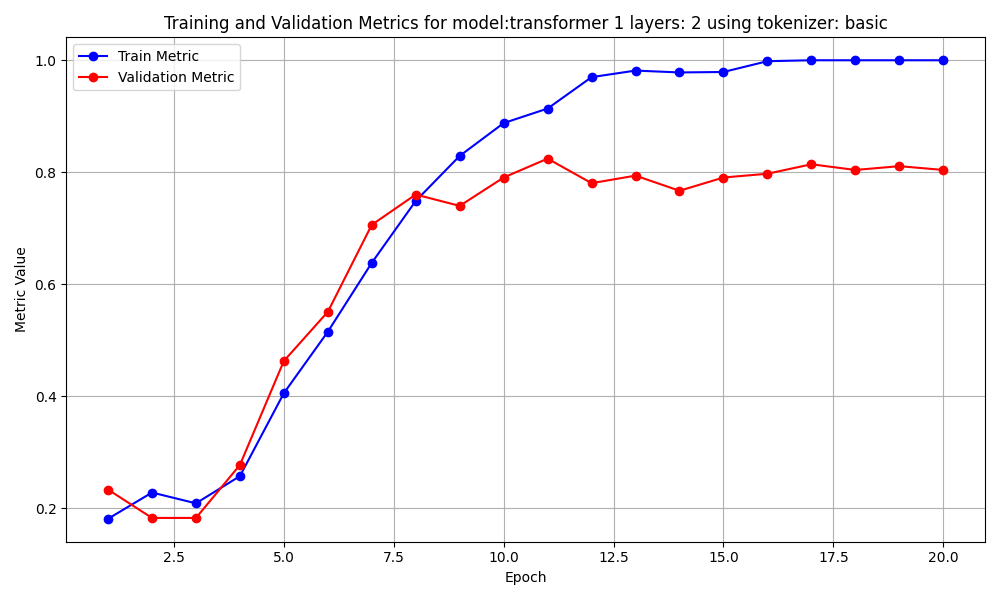 Training and Validation Metrics for model:transformer 1 layers: 2 using tokenizer: basic
Train Metric
Validation Metric
Metric Value
1.0
0.8
0.6
0.4
0.2
2.5 5.0 7.5 10.0 12.5 15.0 17.5 20.0
Epoch